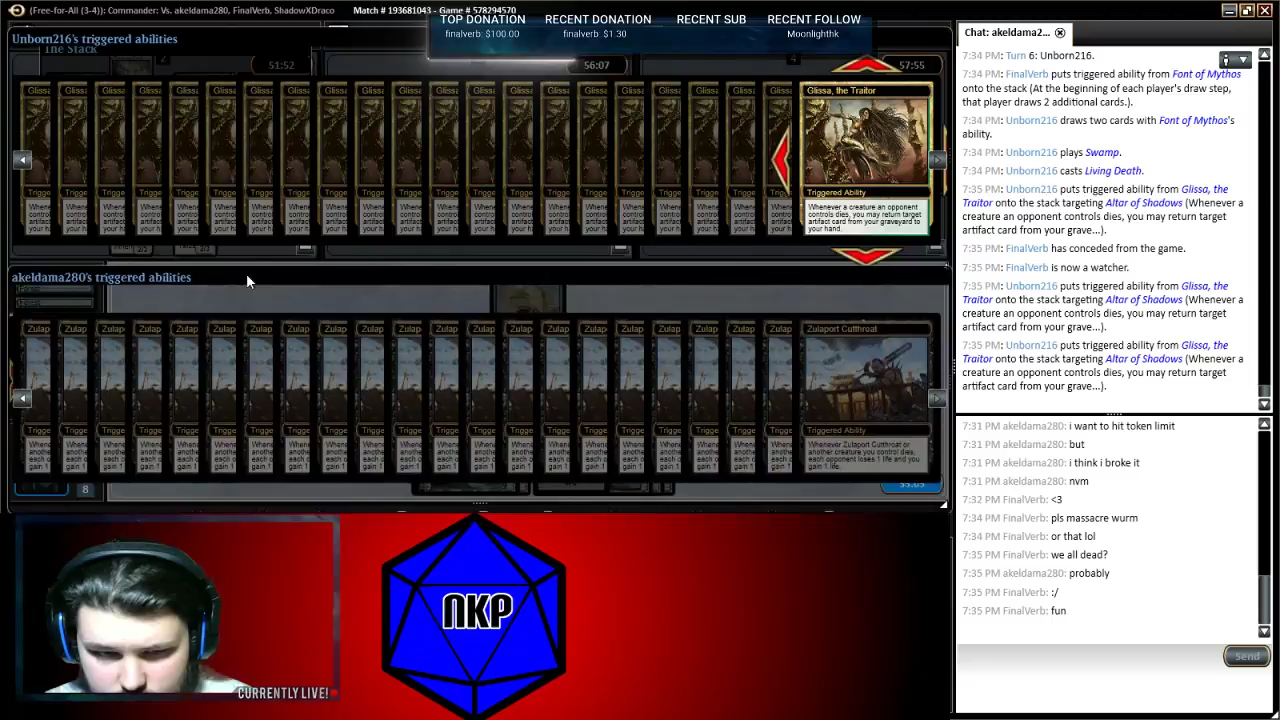 (Free-for-All (3-4)): Commander: Vs. akeldama280, FinalVerb, ShadowXDraco
Match # 193681043 - Game # 578294570
TOP DONATION
finalverb: $100.00
RECENT DONATION
finalverb: $1.30
RECENT SUB
RECENT FOLLOW
Moonlighthk
Unborn216's triggered abilities
The Stack
51:52
56:07
57:55
Glissa, the Traitor
Triggered Ability
Whenever a creature an opponent
controls dies, you may return target
artifact card from your graveyard to
your hand.
akeldama280's triggered abilities
Zulaport Cutthroat
Triggered Ability
Whenever Zulaport Cutthroat or
another creature you control dies,
each opponent loses 1 life and you
gain 1 life.
8
NKP
CURRENTLY LIVE!
Chat: akeldama2...
7:34 PM: Turn 6: Unborn216.
7:34 PM: FinalVerb puts triggered ability from Font of Mythos
onto the stack (At the beginning of each player's draw step,
that player draws 2 additional cards.).
7:34 PM: Unborn216 draws two cards with Font of Mythos's
ability.
7:34 PM: Unborn216 plays Swamp.
7:34 PM: Unborn216 casts Living Death.
7:35 PM: Unborn216 puts triggered ability from Glissa, the
Traitor onto the stack targeting Altar of Shadows (Whenever a
creature an opponent controls dies, you may return target
artifact card from your grave...).
7:35 PM: FinalVerb has conceded from the game.
7:35 PM: FinalVerb is now a watcher.
7:35 PM: Unborn216 puts triggered ability from Glissa, the
Traitor onto the stack targeting Altar of Shadows (Whenever a
creature an opponent controls dies, you may return target
artifact card from your grave...).
7:35 PM: Unborn216 puts triggered ability from Glissa, the
Traitor onto the stack targeting Altar of Shadows (Whenever a
creature an opponent controls dies, you may return target
artifact card from your grave...).
7:31 PM akeldama280: i want to hit token limit
7:31 PM akeldama280: but
7:31 PM akeldama280: i think i broke it
7:31 PM akeldama280: nvm
7:32 PM FinalVerb: <3
7:34 PM FinalVerb: pls massacre wurm
7:34 PM FinalVerb: or that lol
7:35 PM FinalVerb: we all dead?
7:35 PM akeldama280: probably
7:35 PM FinalVerb: :/
7:35 PM FinalVerb: fun
Send